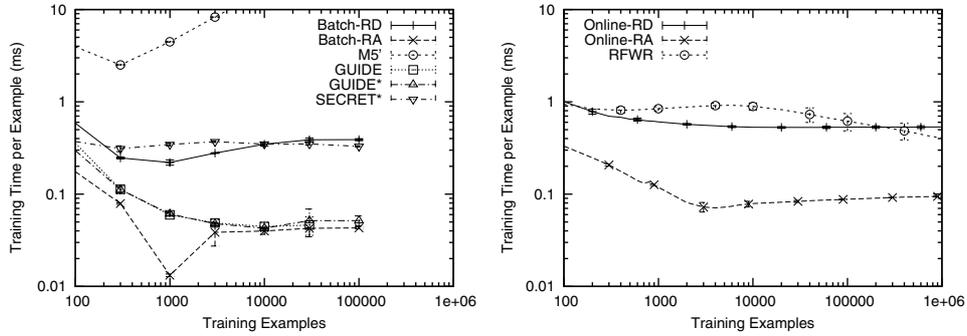 10
1
0.1
0.01
Training Time per Example (ms)
100
1000
10000
100000
1e+06
Training Examples
Batch-RD
Batch-RA
M5'
GUIDE
GUIDE*
SECRET*
10
1
0.1
0.01
Training Time per Example (ms)
100
1000
10000
100000
1e+06
Training Examples
Online-RD
Online-RA
RFWR